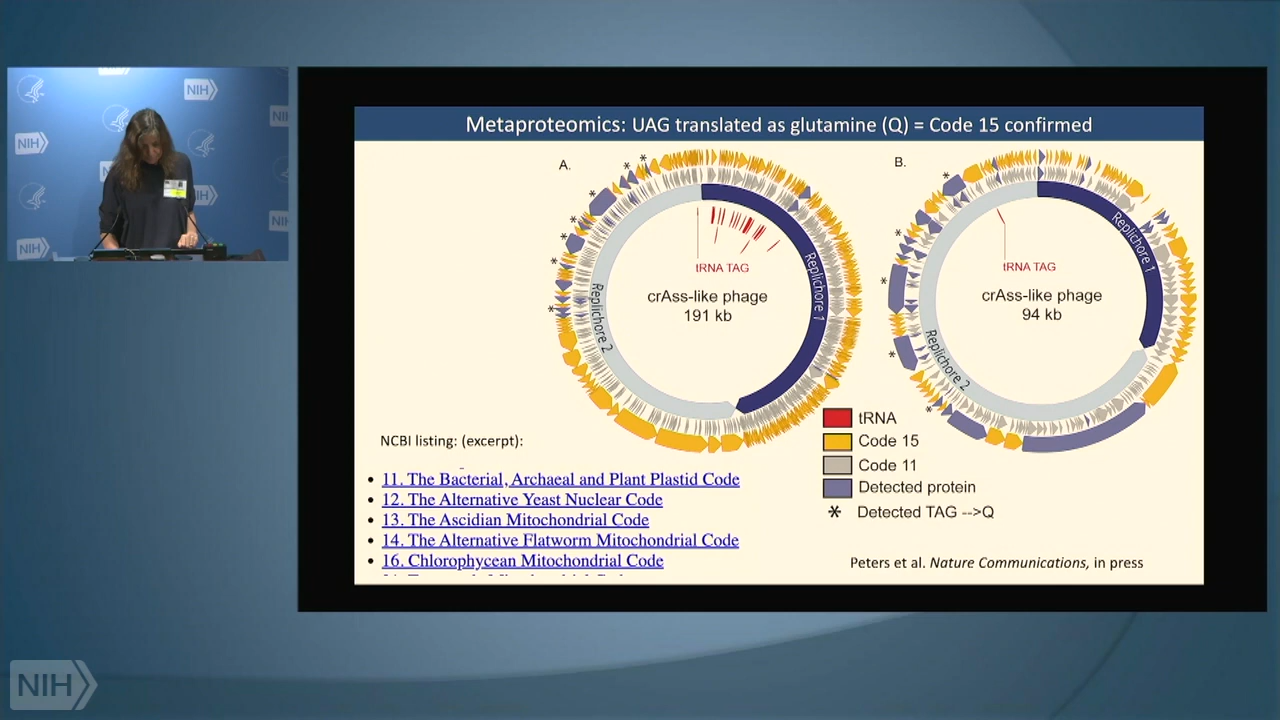 NIH
NIH
NIH
NIH
NIH
Metaproteomics: UAG translated as glutamine (Q) = Code 15 confirmed
A.
B.
*
tRNA TAG
crAss-like phage
191 kb
Replichore 1
Replichore 2
tRNA TAG
crAss-like phage
94 kb
Replichore 1
Replichore 2
tRNA
Code 15
Code 11
Detected protein
* Detected TAG -->Q
NCBI listing: (excerpt):
• 11. The Bacterial, Archaeal and Plant Plastid Code
• 12. The Alternative Yeast Nuclear Code
• 13. The Ascidian Mitochondrial Code
• 14. The Alternative Flatworm Mitochondrial Code
• 16. Chlorophycean Mitochondrial Code
Peters et al. Nature Communications, in press
NIH